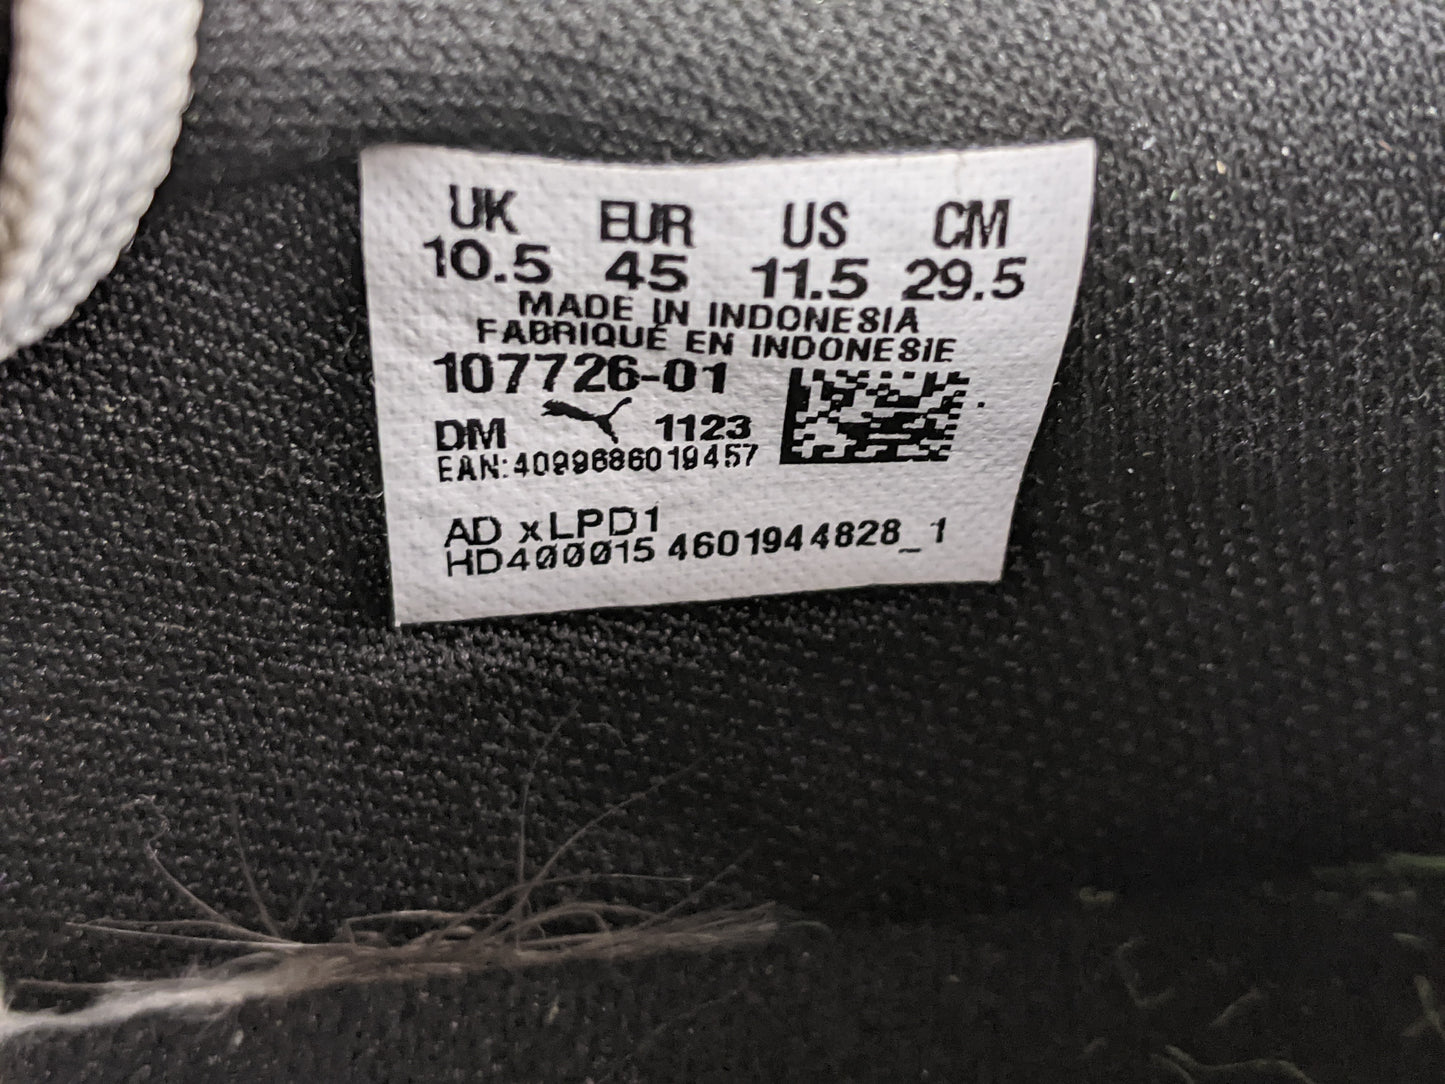 UK EUR US CM
10.5 45 11.5 29.5
MADE IN INDONESIA
FABRIQUÉ EN INDONESIE
107726-01
DM 1123
EAN:4099686019457
AD xLPD1
HD400015 4601944828_1